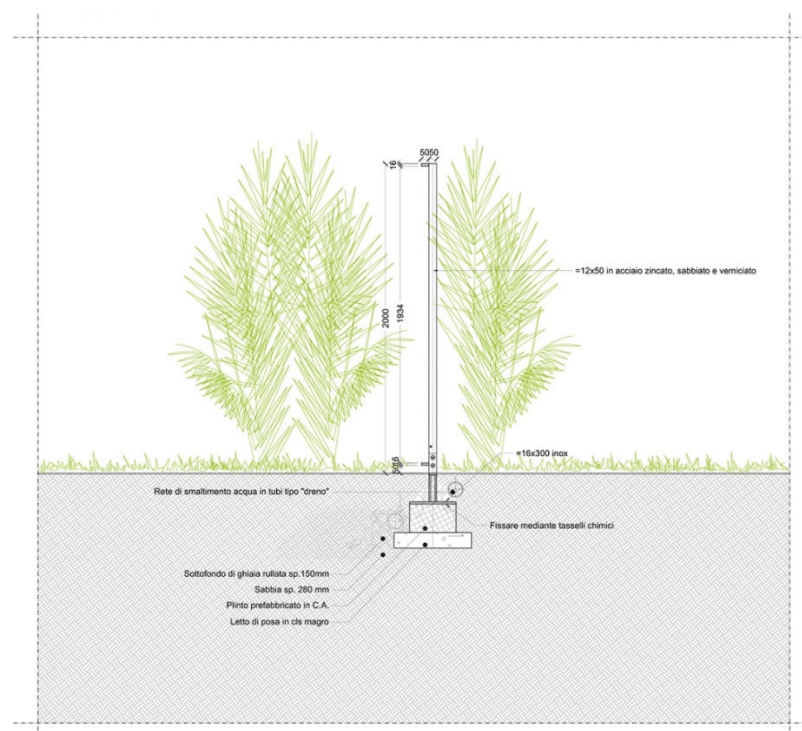 5050
16
2000
1934
=12x50 in acciaio zincato, sabbiato e verniciato
5016
=16x300 inox
Rete di smaltimento acqua in tubi tipo "dreno"
Fissare mediante tasselli chimici
Sottofondo di ghiaia rullata sp.150mm
Sabbia sp. 280 mm
Plinto prefabbricato in C.A.
Letto di posa in cls magro